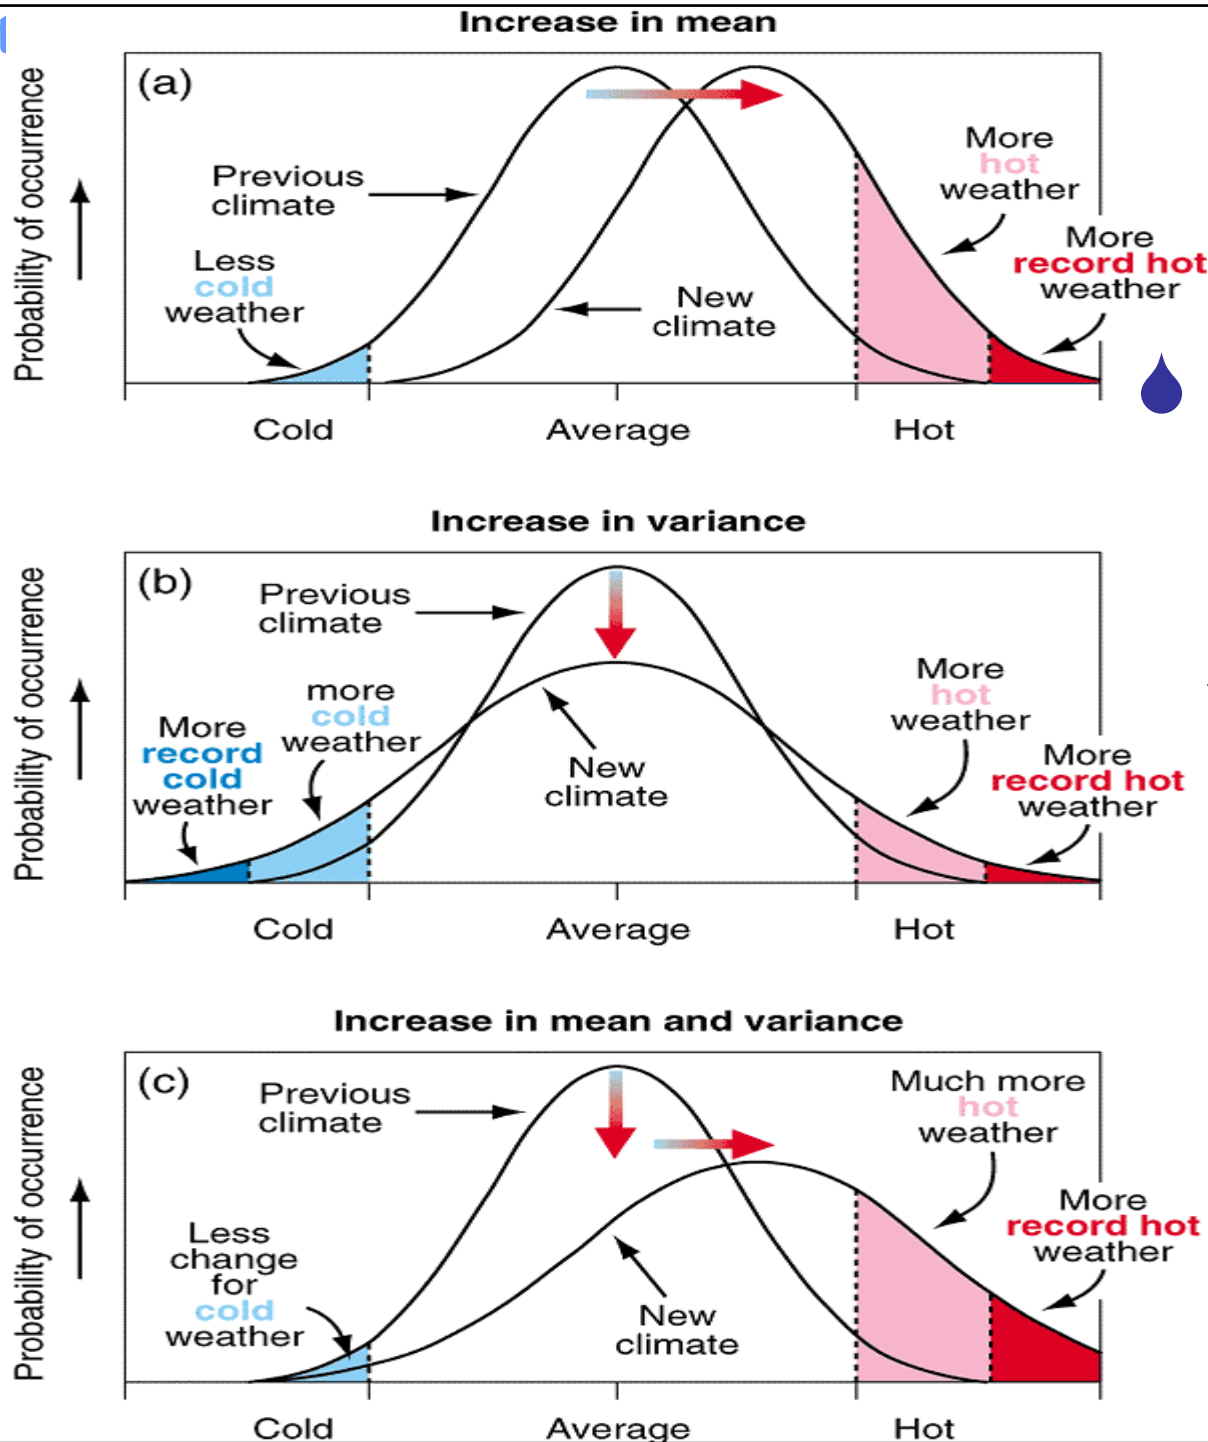 Increase in mean
(a)
Probability of occurrence
Previous
climate
Less
cold
weather
New
climate
More
hot
weather
More
record hot
weather
Cold
Average
Hot
Increase in variance
(b)
Probability of occurrence
Previous
climate
more
cold
weather
More
record
cold
weather
New
climate
More
hot
weather
More
record hot
weather
Cold
Average
Hot
Increase in mean and variance
(c)
Probability of occurrence
Previous
climate
Less
change
for
cold
weather
New
climate
Much more
hot
weather
More
record hot
weather
Cold
Average
Hot